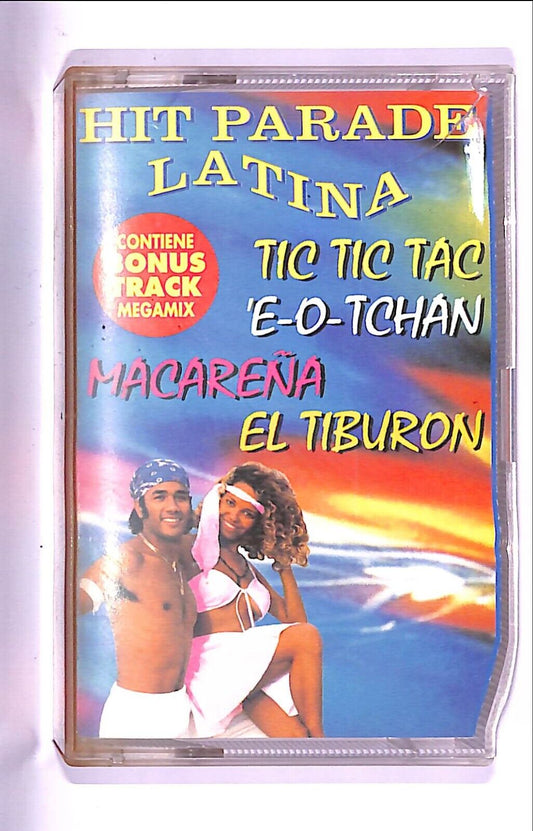 HIT PARADE
LATINA
CONTIENE
BONUS
TRACK
MEGAMIX
TIC TIC TAC
'E-O-TCHAN
MACAREÑA
EL TIBURON